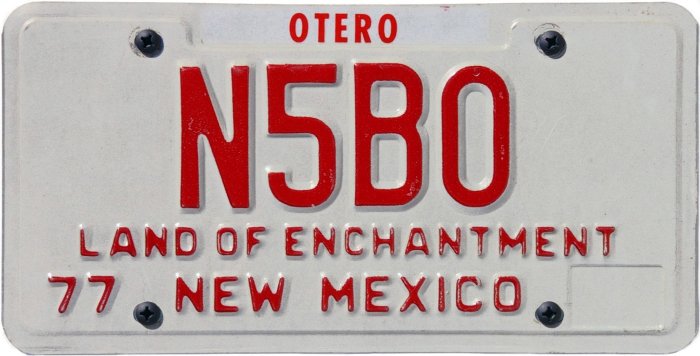 OTERO
N5BO
LAND OF ENCHANTMENT
77 NEW MEXICO